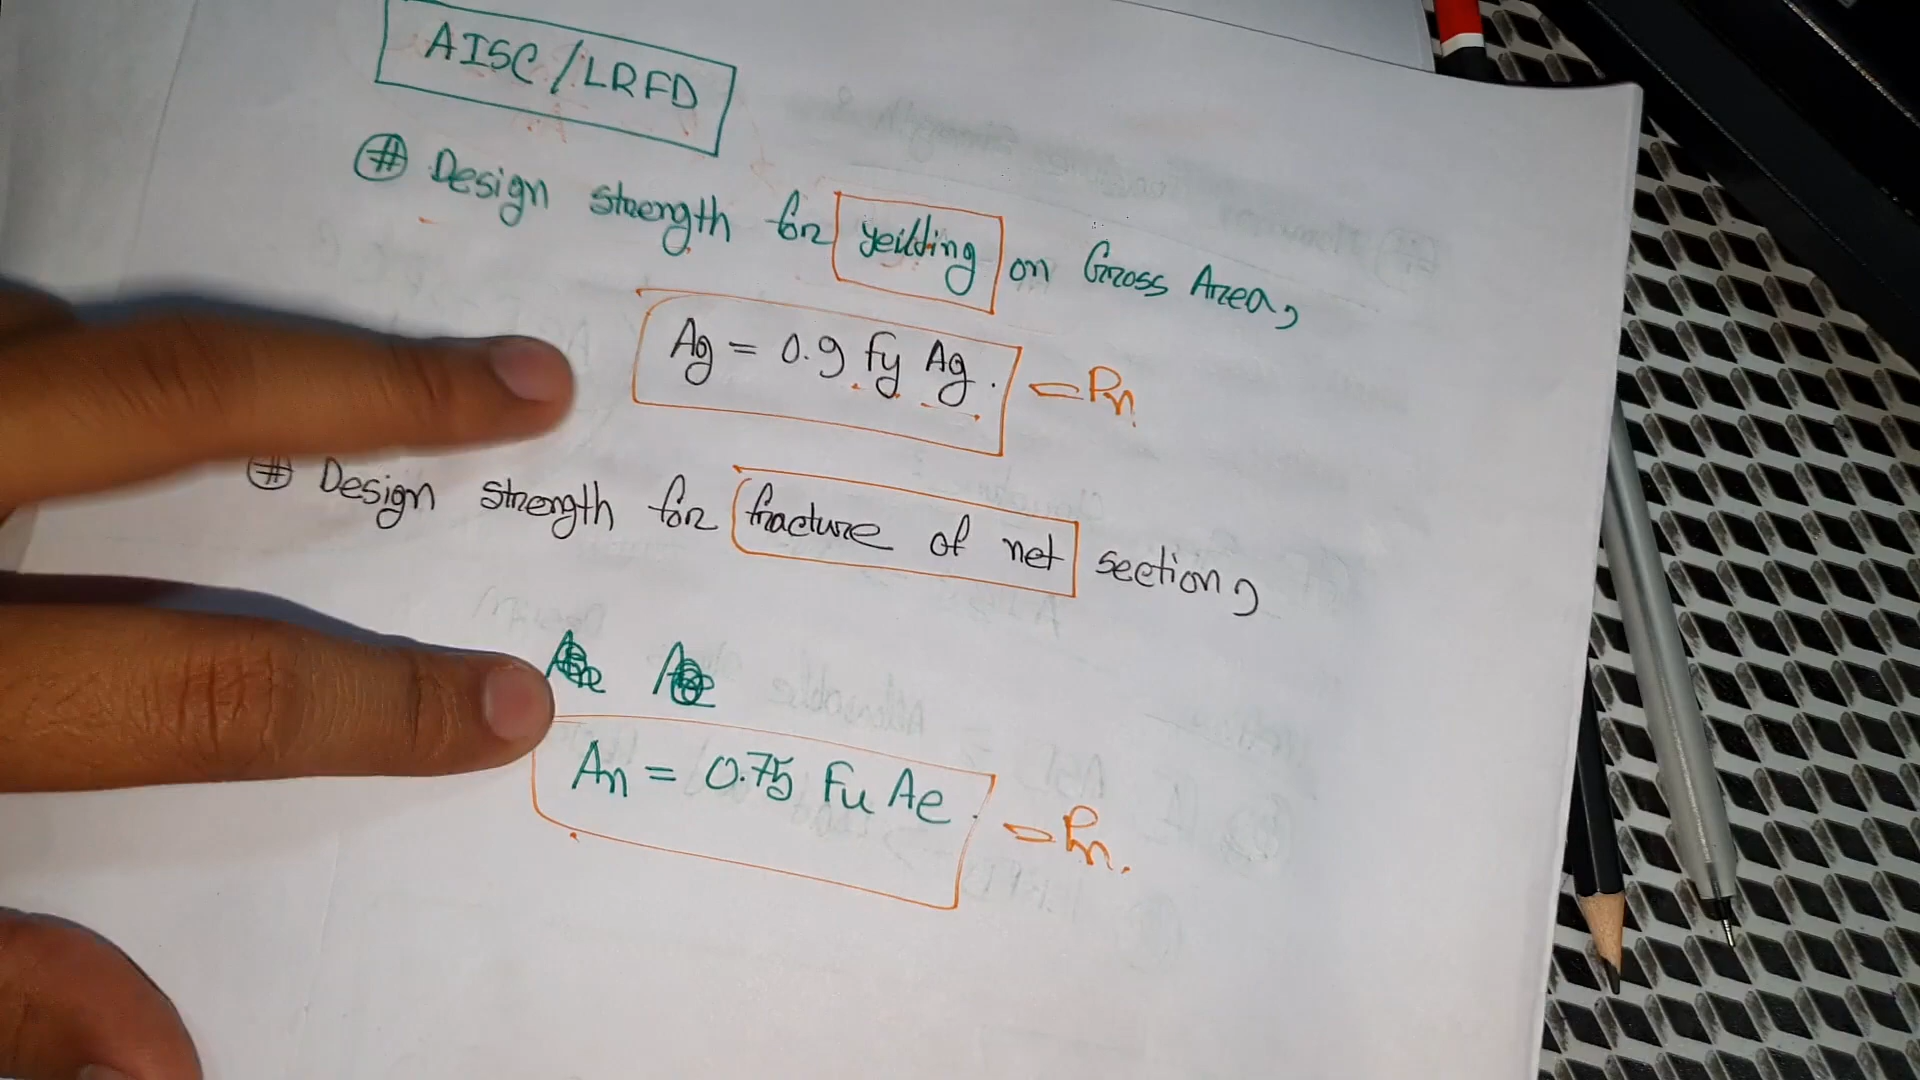 AISC/LRFD
# Design strength for yeilding on Gross Area,
Ag = 0.9 fy Ag. = Pn
# Design strength for fracture of net section,
An = 0.75 Fu Ae. = Pn.